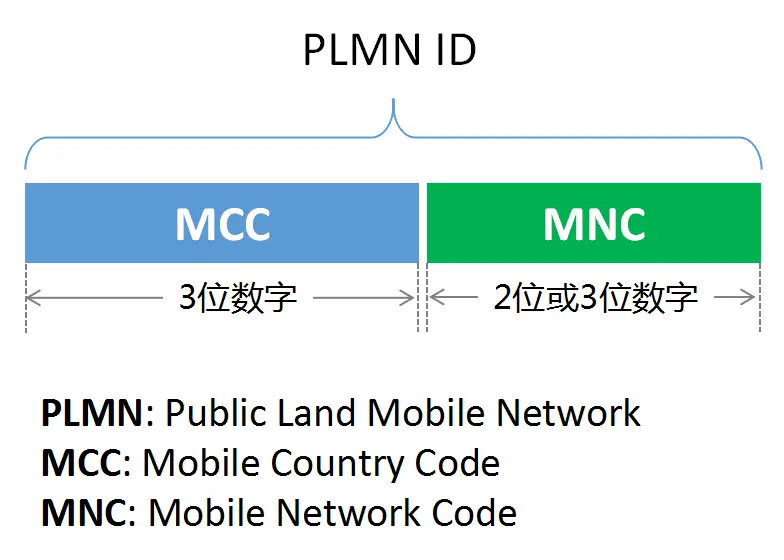 PLMN ID
MCC MNC
3位数字 2位或3位数字
PLMN: Public Land Mobile Network
MCC: Mobile Country Code
MNC: Mobile Network Code